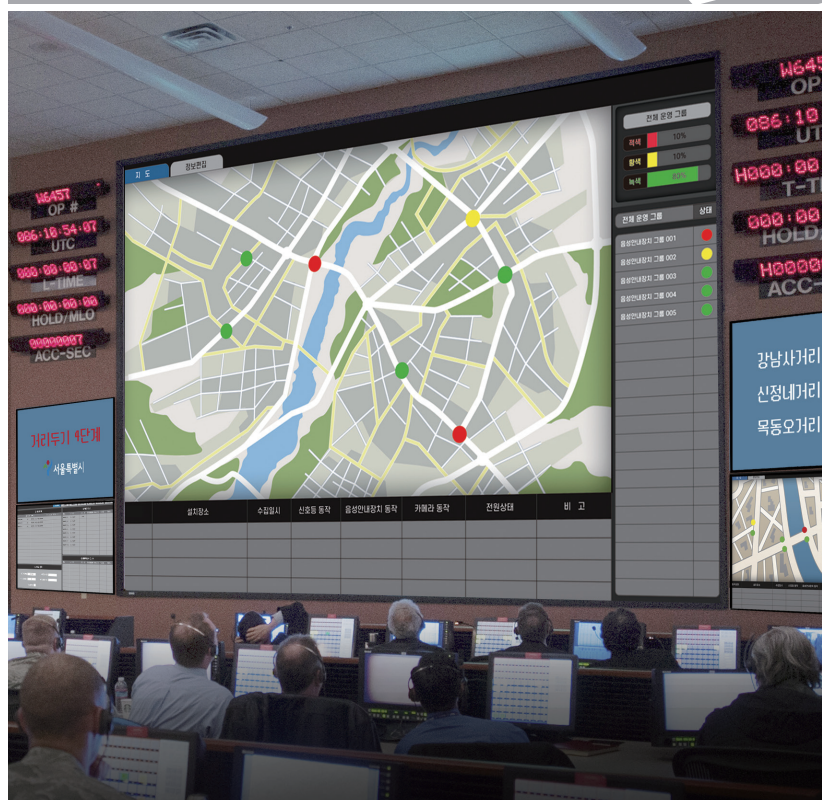 W6457
OP #
086:18:54:07
UTC
000:00:00:07
L-TIME
000:00:00:00
HOLD/MLO
00000007
ACC-SEC
거리두기 4단계
서울특별시
지 도
정보편집
전체 운영 그룹
적색 10%
황색 10%
녹색 80%
전체 운영 그룹 상태
음성안내장치 그룹 001
음성안내장치 그룹 002
음성안내장치 그룹 003
음성안내장치 그룹 004
음성안내장치 그룹 005
설치장소 수집일시 신호등 동작 음성안내장치 동작 카메라 동작 전원상태 비 고
W645
OP
086:18
UT
H000:00
T-TI
000:00
HOLD/
H0000
ACC-
강남사거리
신정네거리
목동오거리